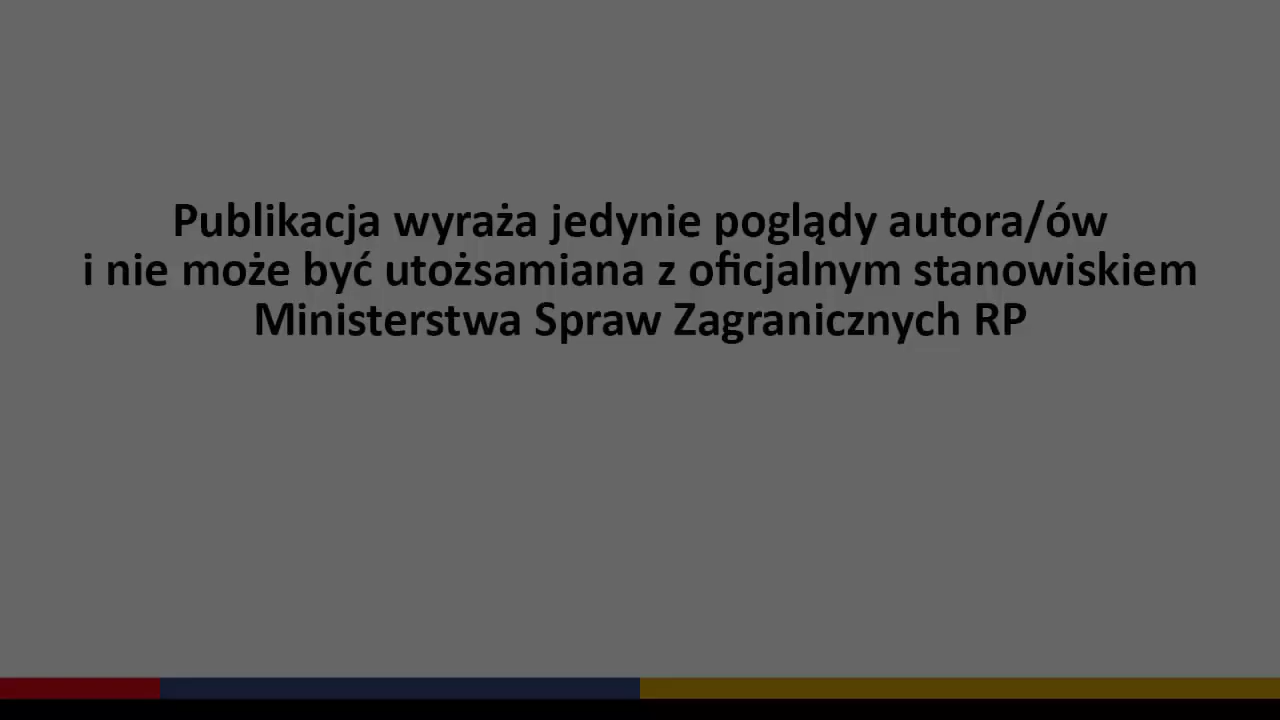 Publikacja wyraża jedynie poglądy autora/ów
i nie może być utożsamiana z oficjalnym stanowiskiem
Ministerstwa Spraw Zagranicznych RP